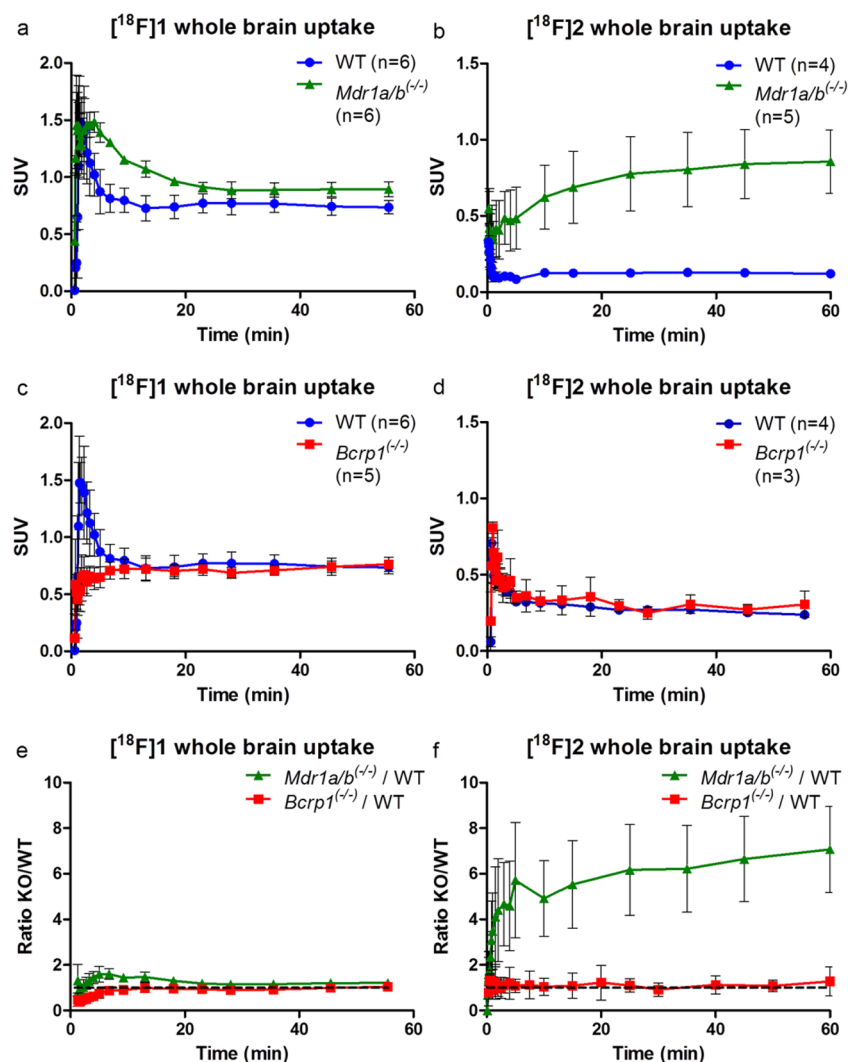 a
[¹⁸F]1 whole brain uptake
WT (n=6)
Mdr1a/b⁽⁻/⁻⁾
(n=6)
SUV
2.0
1.5
1.0
0.5
0.0
0
20
40
60
Time (min)
b
[¹⁸F]2 whole brain uptake
WT (n=4)
Mdr1a/b⁽⁻/⁻⁾
(n=5)
SUV
1.5
1.0
0.5
0.0
0
20
40
60
Time (min)
c
[¹⁸F]1 whole brain uptake
WT (n=6)
Bcrp1⁽⁻/⁻⁾
(n=5)
SUV
2.0
1.5
1.0
0.5
0.0
0
20
40
60
Time (min)
d
[¹⁸F]2 whole brain uptake
WT (n=4)
Bcrp1⁽⁻/⁻⁾
(n=3)
SUV
1.5
1.0
0.5
0.0
0
20
40
60
Time (min)
e
[¹⁸F]1 whole brain uptake
Mdr1a/b⁽⁻/⁻⁾ / WT
Bcrp1⁽⁻/⁻⁾ / WT
Ratio KO/WT
10
8
6
4
2
0
0
20
40
60
Time (min)
f
[¹⁸F]2 whole brain uptake
Mdr1a/b⁽⁻/⁻⁾ / WT
Bcrp1⁽⁻/⁻⁾ / WT
Ratio KO/WT
10
8
6
4
2
0
0
20
40
60
Time (min)